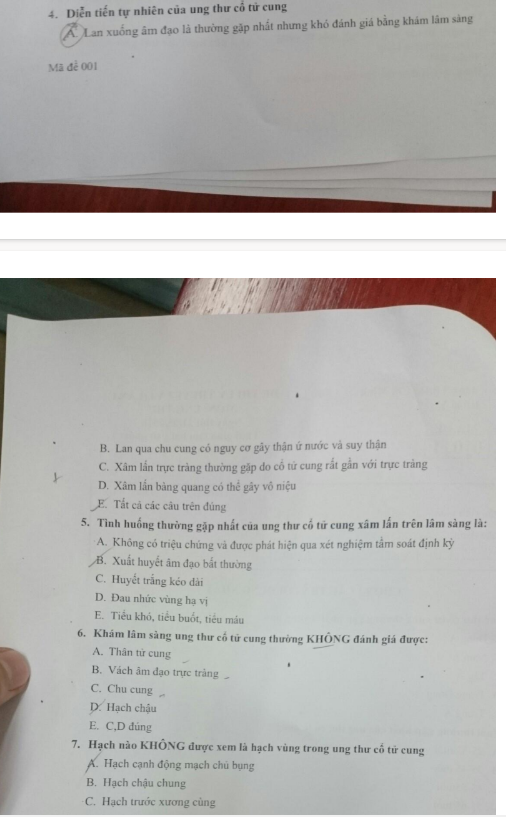 4. Diễn tiến tự nhiên của ung thư cổ tử cung
A. Lan xuống âm đạo là thường gặp nhất nhưng khó đánh giá bằng khám lâm sàng
Mã đề 001
B. Lan qua chu cung có nguy cơ gây thận ứ nước và suy thận
C. Xâm lấn trực tràng thường gặp do cổ tử cung rất gần với trực tràng
D. Xâm lấn bàng quang có thể gây vô niệu
E. Tất cả các câu trên đúng
5. Tình huống thường gặp nhất của ung thư cổ tử cung xâm lấn trên lâm sàng là:
A. Không có triệu chứng và được phát hiện qua xét nghiệm tầm soát định kỳ
B. Xuất huyết âm đạo bất thường
C. Huyết trắng kéo dài
D. Đau nhức vùng hạ vị
E. Tiểu khó, tiểu buốt, tiểu máu
6. Khám lâm sàng ung thư cổ tử cung thường KHÔNG đánh giá được:
A. Thân tử cung
B. Vách âm đạo trực tràng
C. Chu cung
D. Hạch chậu
E. C,D đúng
7. Hạch nào KHÔNG được xem là hạch vùng trong ung thư cổ tử cung
A. Hạch cạnh động mạch chủ bụng
B. Hạch chậu chung
C. Hạch trước xương cùng